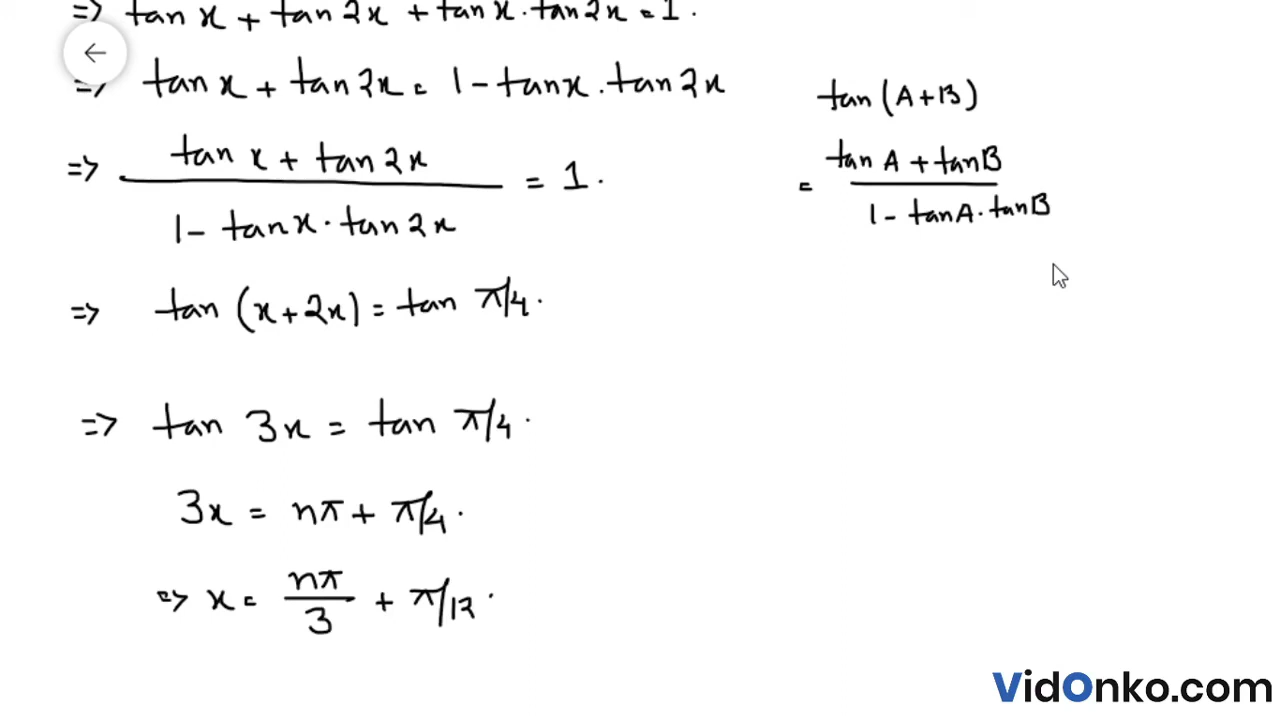 => tan x + tan 2x + tan x . tan 2x = 1 .
=> tan x + tan 2x = 1 - tan x . tan 2x
tan (A + B)
=> tan x + tan 2x / 1 - tan x . tan 2x = 1 .
= tan A + tan B / 1 - tan A . tan B
=> tan (x + 2x) = tan π/4 .
=> tan 3x = tan π/4 .
3x = nπ + π/4 .
=> x = nπ/3 + π/12 .
VidOnko.com